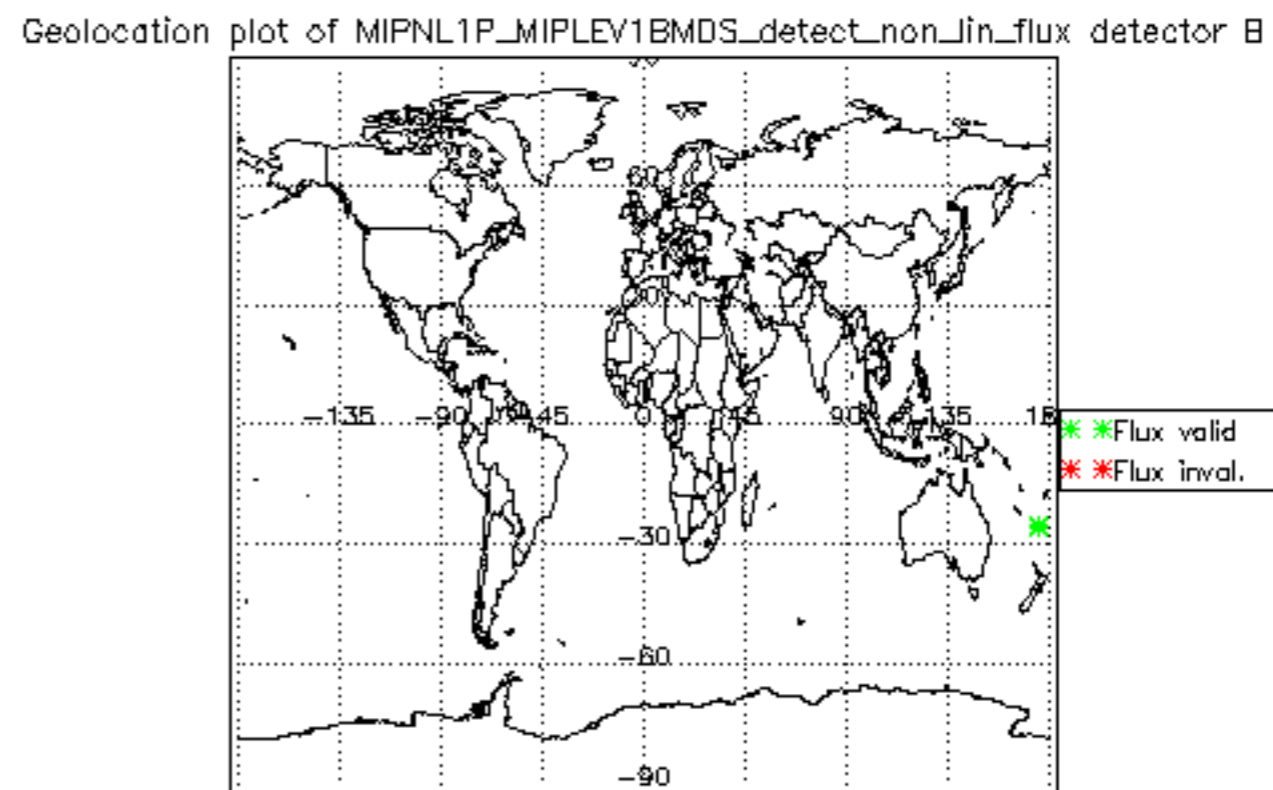 Geolocation plot of MIPNL1P_MIPLEV1BMDS_detect_non_lin_flux detector B
60
-135 -90 -45 0 45 90 135
Flux valid
Flux inval.
-30
-60
-90